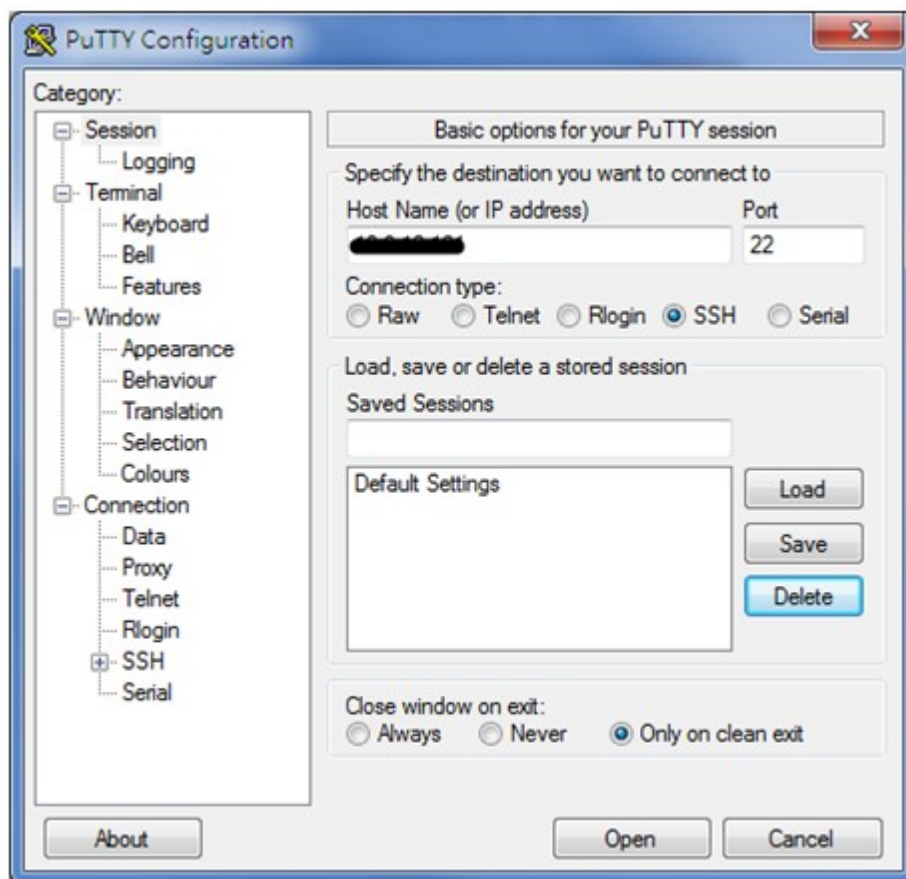 PuTTY Configuration
Category:
Session
Logging
Terminal
Keyboard
Bell
Features
Window
Appearance
Behaviour
Translation
Selection
Colours
Connection
Data
Proxy
Telnet
Rlogin
SSH
Serial
Basic options for your PuTTY session
Specify the destination you want to connect to
Host Name (or IP address) Port
22
Connection type:
Raw Telnet Rlogin SSH Serial
Load, save or delete a stored session
Saved Sessions
Default Settings
Load
Save
Delete
Close window on exit:
Always Never Only on clean exit
About Open Cancel